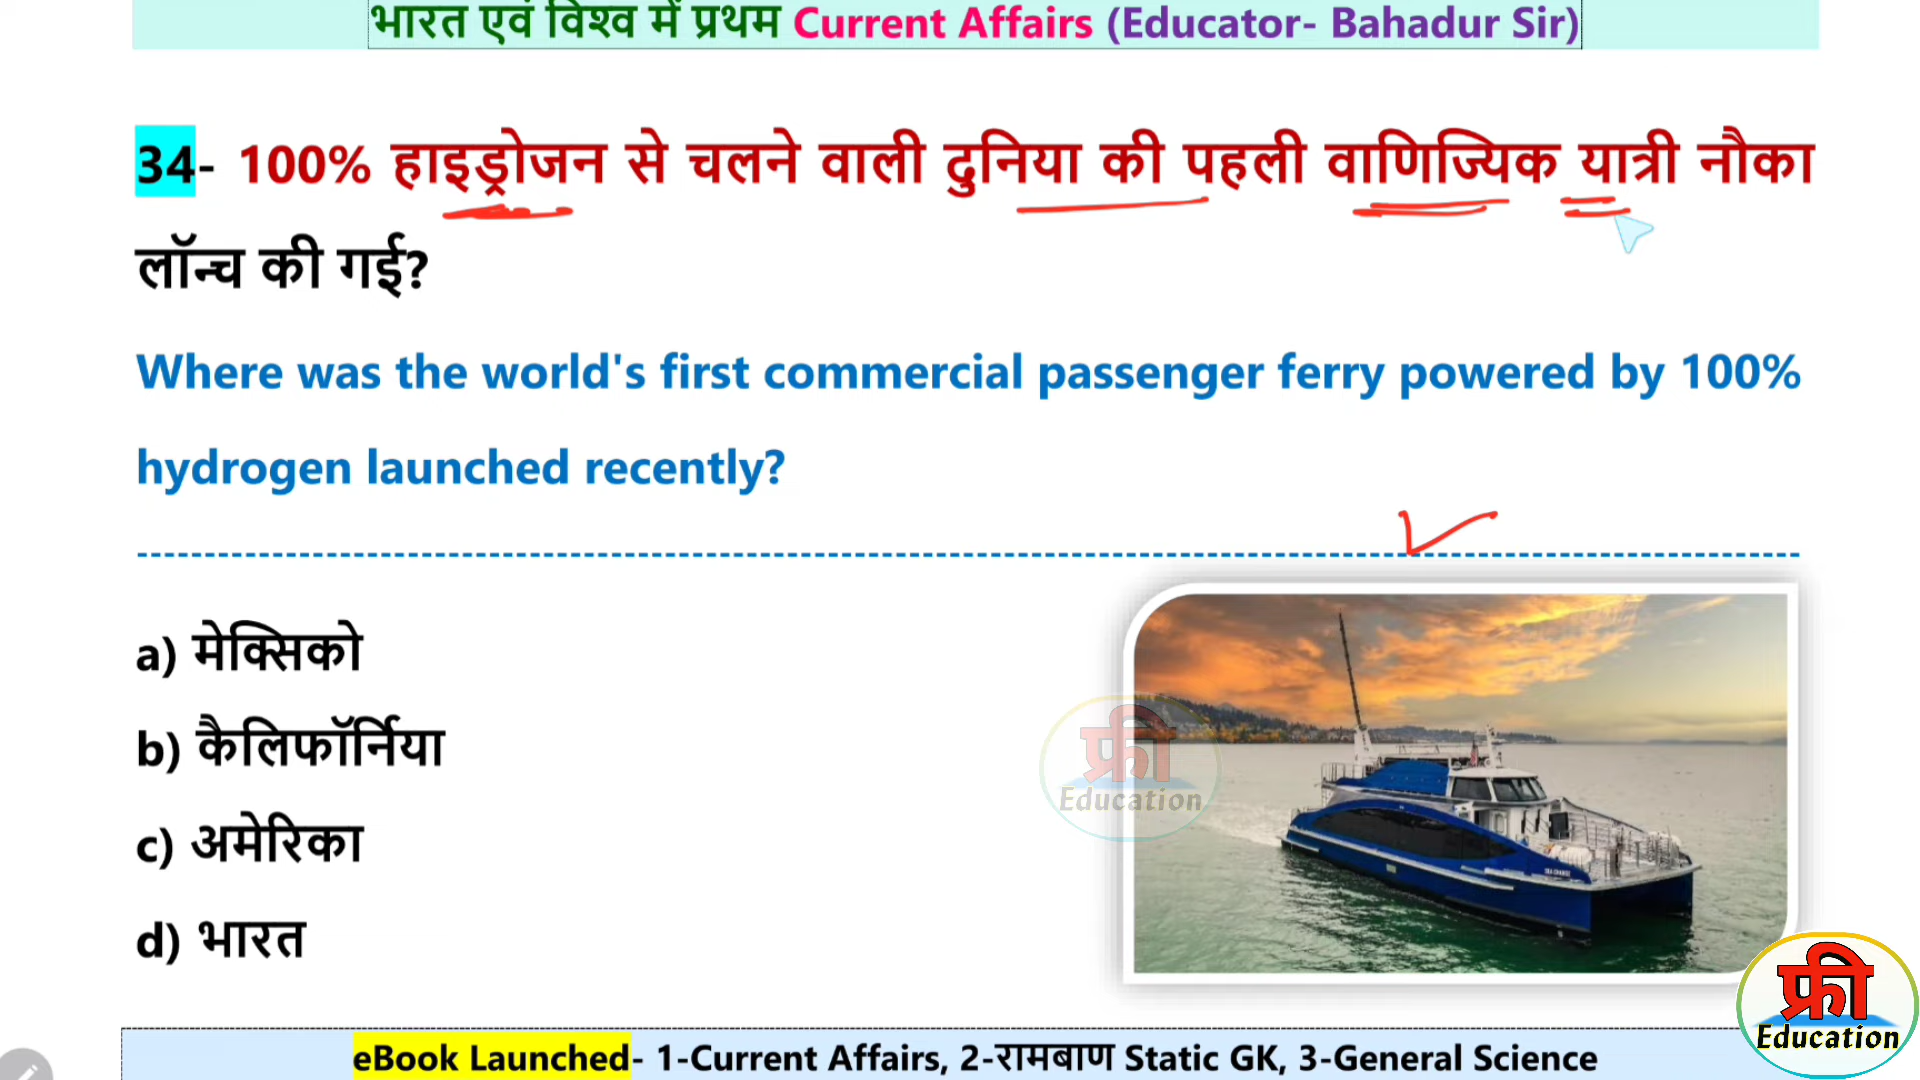 भारत एवं विश्व में प्रथम Current Affairs (Educator- Bahadur Sir)
34- 100% हाइड्रोजन से चलने वाली दुनिया की पहली वाणिज्यिक यात्री नौका
लॉन्च की गई?
Where was the world's first commercial passenger ferry powered by 100%
hydrogen launched recently?
a) मेक्सिको
b) कैलिफॉर्निया
c) अमेरिका
d) भारत
फ्री
Education
SEA CHANGE
फ्री
Education
eBook Launched- 1-Current Affairs, 2-रामबाण Static GK, 3-General Science